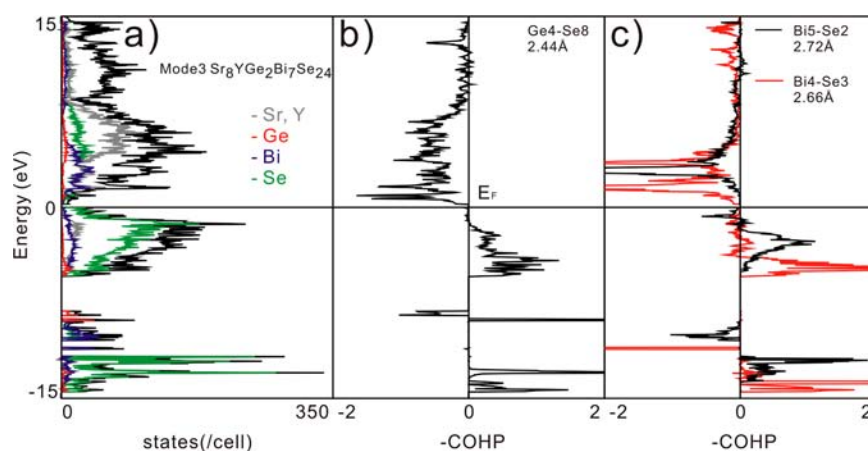 15
0
-15
Energy (eV)
a)
Mode3 Sr8YGe2Bi7Se24
- Sr, Y
- Ge
- Bi
- Se
0
350
states(/cell)
b)
Ge4-Se8
2.44Å
EF
-2
0
2
-COHP
c)
Bi5-Se2
2.72Å
Bi4-Se3
2.66Å
-2
0
2
-COHP